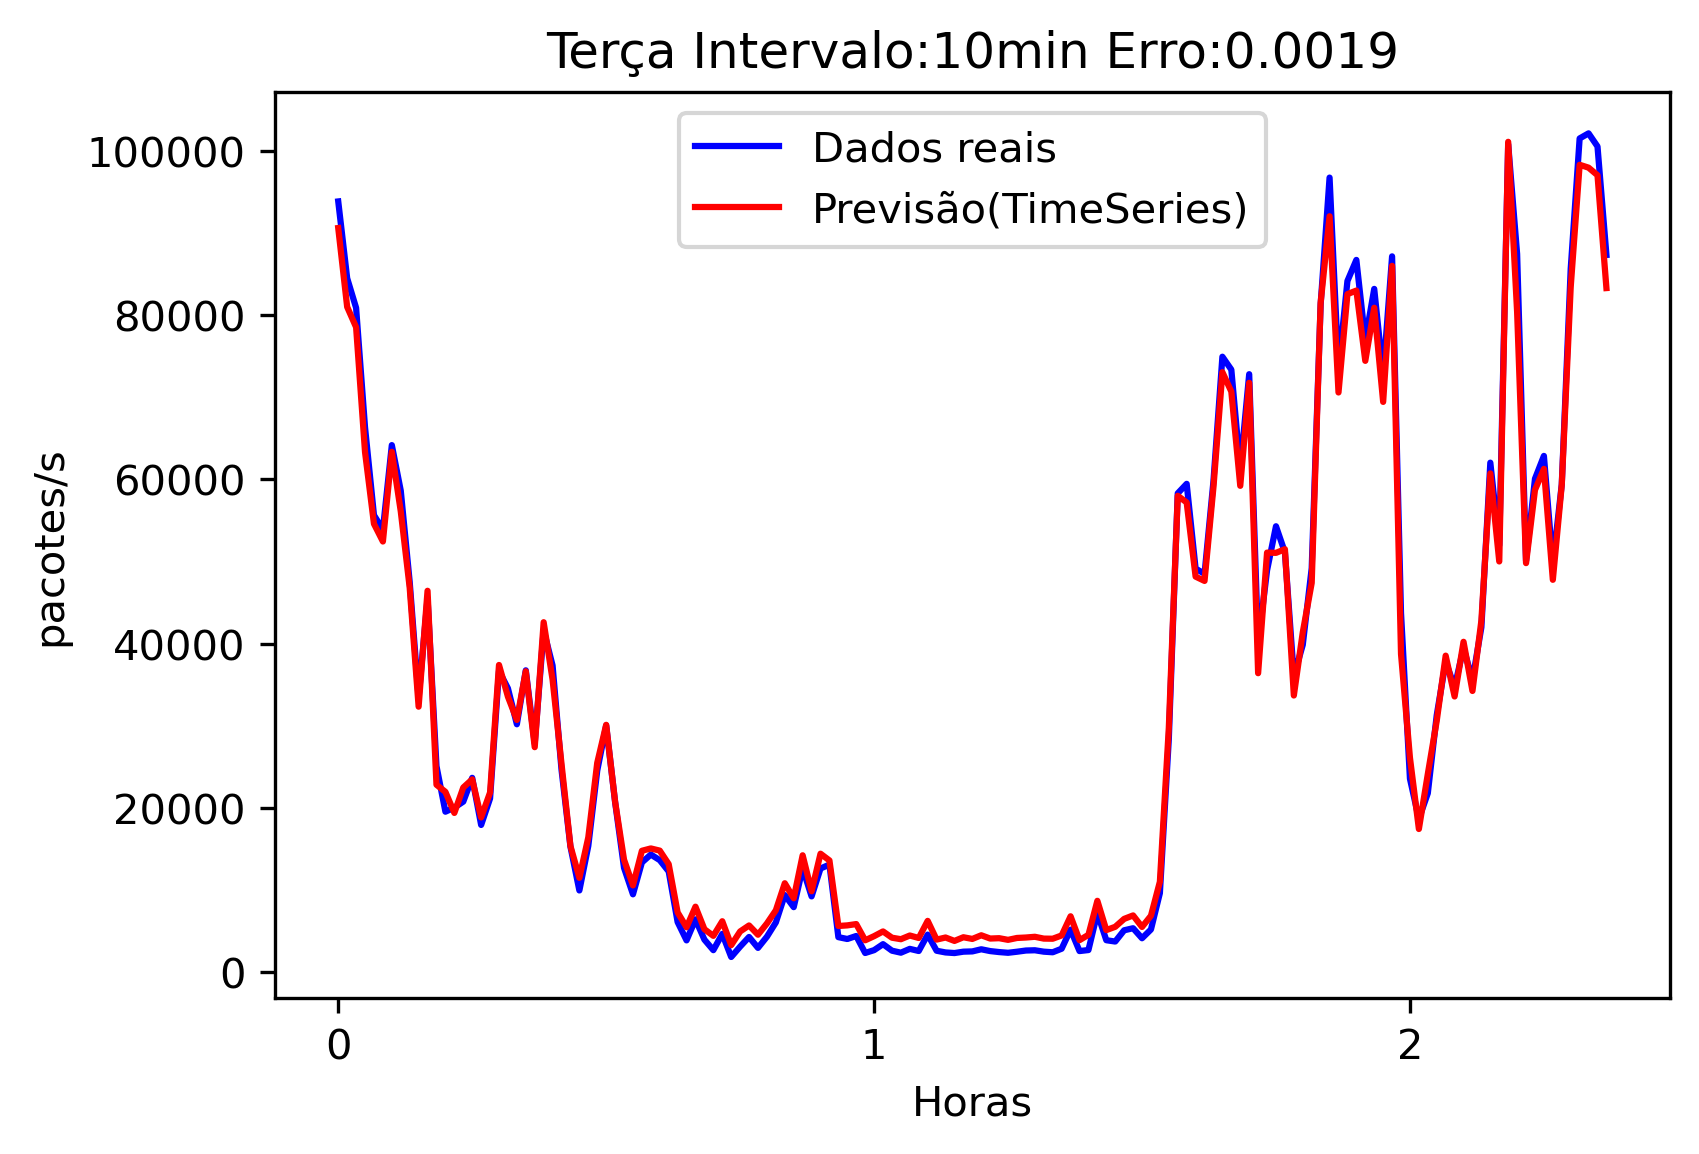 Terça Intervalo:10min Erro:0.0019
Dados reais
Previsão(TimeSeries)
100000
80000
60000
40000
20000
0
pacotes/s
0 1 2
Horas